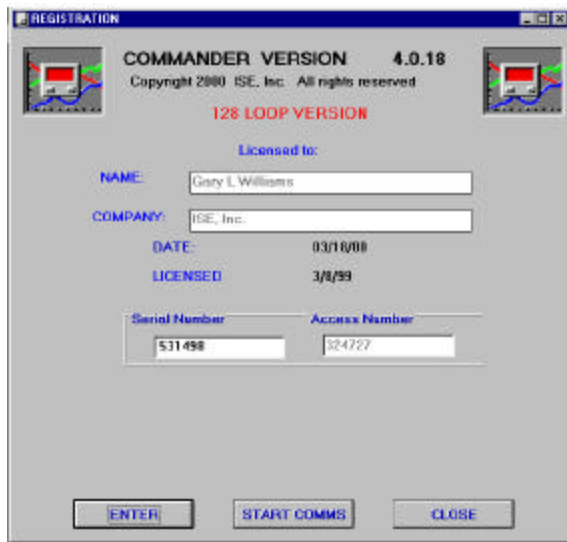 REGISTRATION
COMMANDER VERSION 4.0.18
Copyright 2000 ISE, Inc. All rights reserved
128 LOOP VERSION
Licensed to:
NAME: Gary L Williams
COMPANY: ISE, Inc.
DATE: 03/18/00
LICENSED 3/8/99
Serial Number Access Number
531498 324727
ENTER START COMMS CLOSE